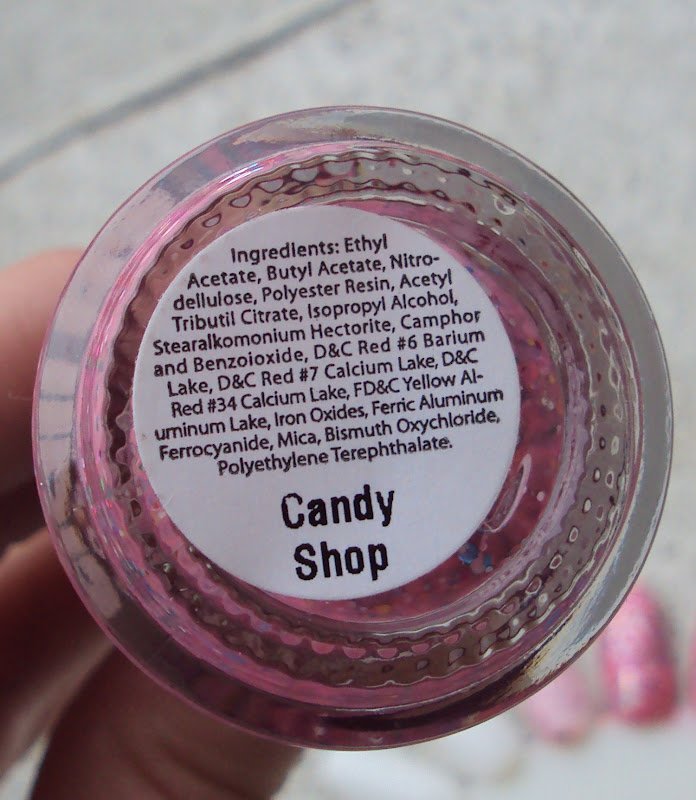 Ingredients: Ethyl
Acetate, Butyl Acetate, Nitro-
dellulose, Polyester Resin, Acetyl
Tributil Citrate, Isopropyl Alcohol,
Stearalkomonium Hectorite, Camphor
and Benzoioxide, D&C Red #6 Barium
Lake, D&C Red #7 Calcium Lake, D&C
Red #34 Calcium Lake, FD&C Yellow Al-
uminum Lake, Iron Oxides, Ferric Aluminum
Ferrocyanide, Mica, Bismuth Oxychloride,
Polyethylene Terephthalate.
Candy
Shop